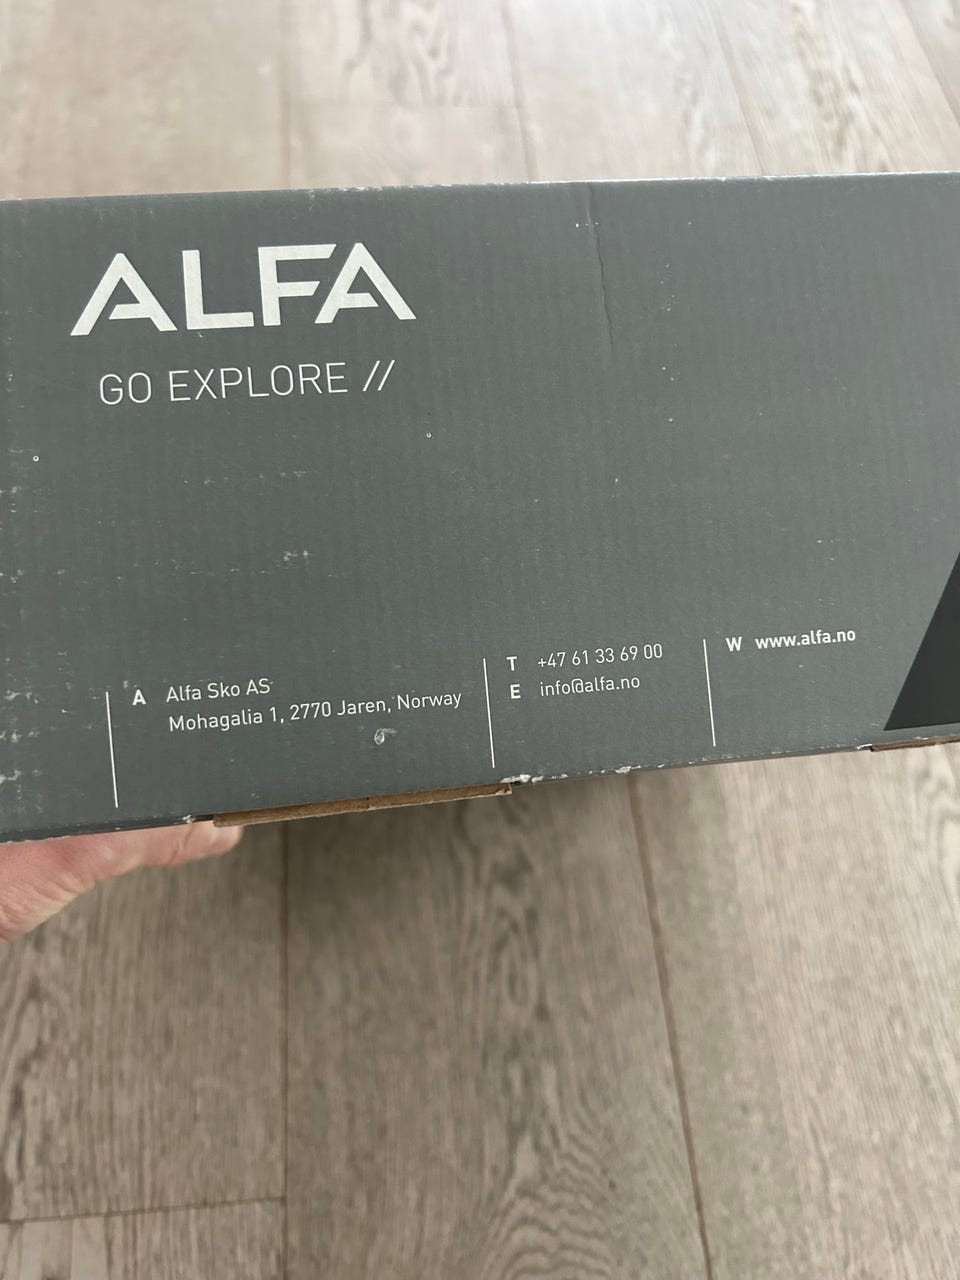 ALFA
GO EXPLORE //
A Alfa Sko AS
Mohagalia 1, 2770 Jaren, Norway
T +47 61 33 69 00
E info@alfa.no
W www.alfa.no